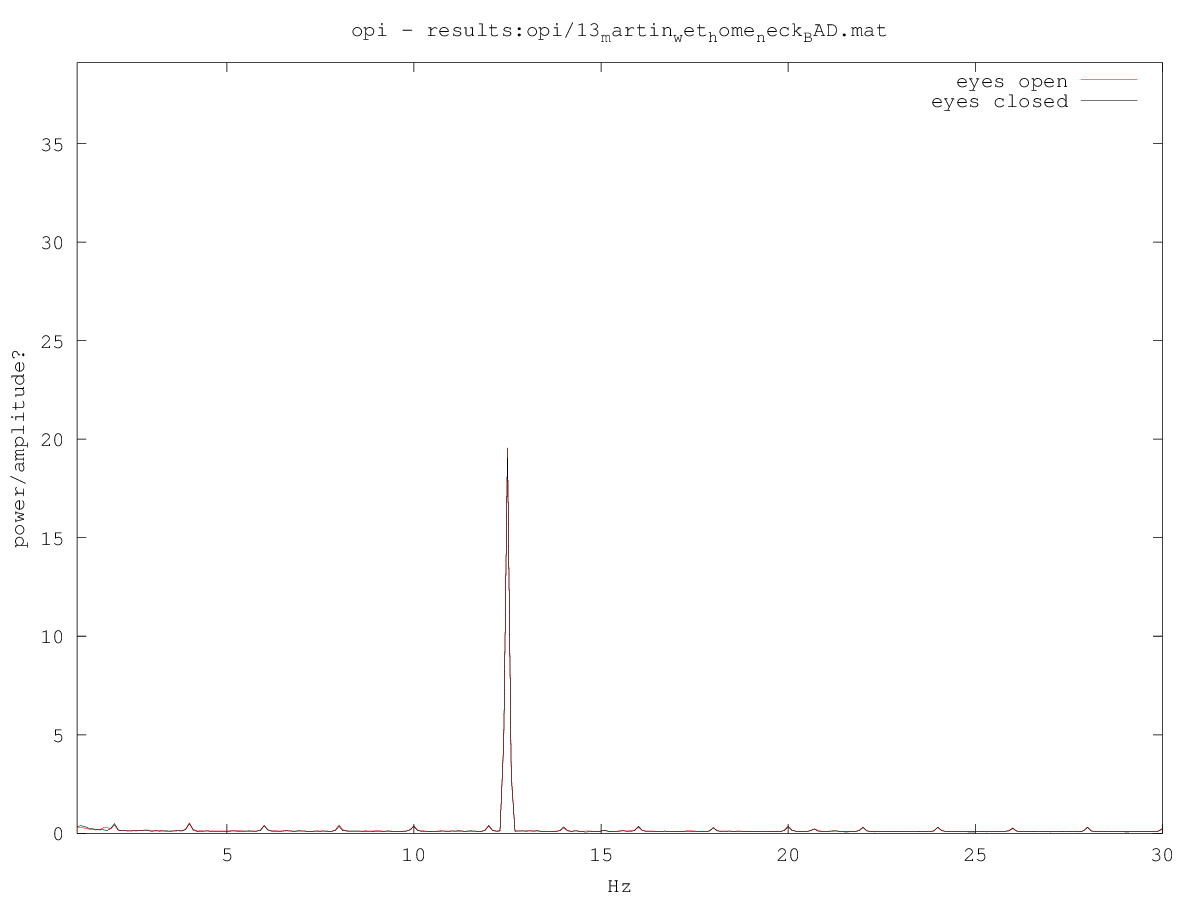 opi - results:opi/13martinwethomeneckBAD.mat
eyes open
eyes closed
35
30
25
20
15
10
5
0
power/amplitude?
5 10 15 20 25 30
Hz